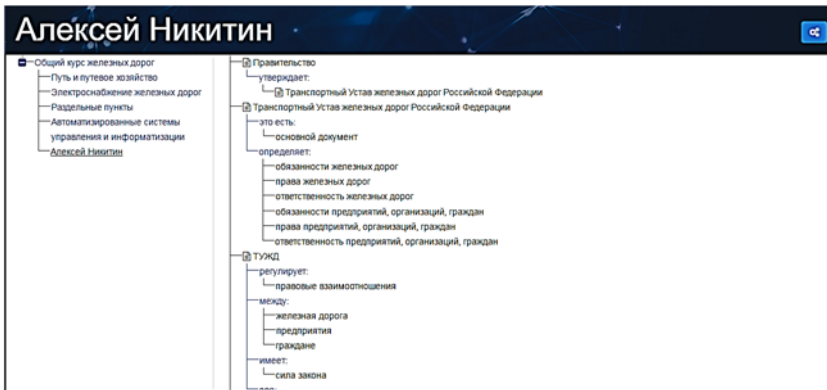 Алексей Никитин
Общий курс железных дорог
Путь и путевое хозяйство
Электроснабжение железных дорог
Раздельные пункты
Автоматизированные системы
управления и информатизации
Алексей Никитин
Правительство
утверждает:
Транспортный Устав железных дорог Российской Федерации
Транспортный Устав железных дорог Российской Федерации
это есть:
основной документ
определяет:
обязанности железных дорог
права железных дорог
ответственность железных дорог
обязанности предприятий, организаций, граждан
права предприятий, организаций, граждан
ответственность предприятий, организаций, граждан
ТУЖД
регулирует:
правовые взаимоотношения
между:
железная дорога
предприятия
граждане
имеет:
сила закона